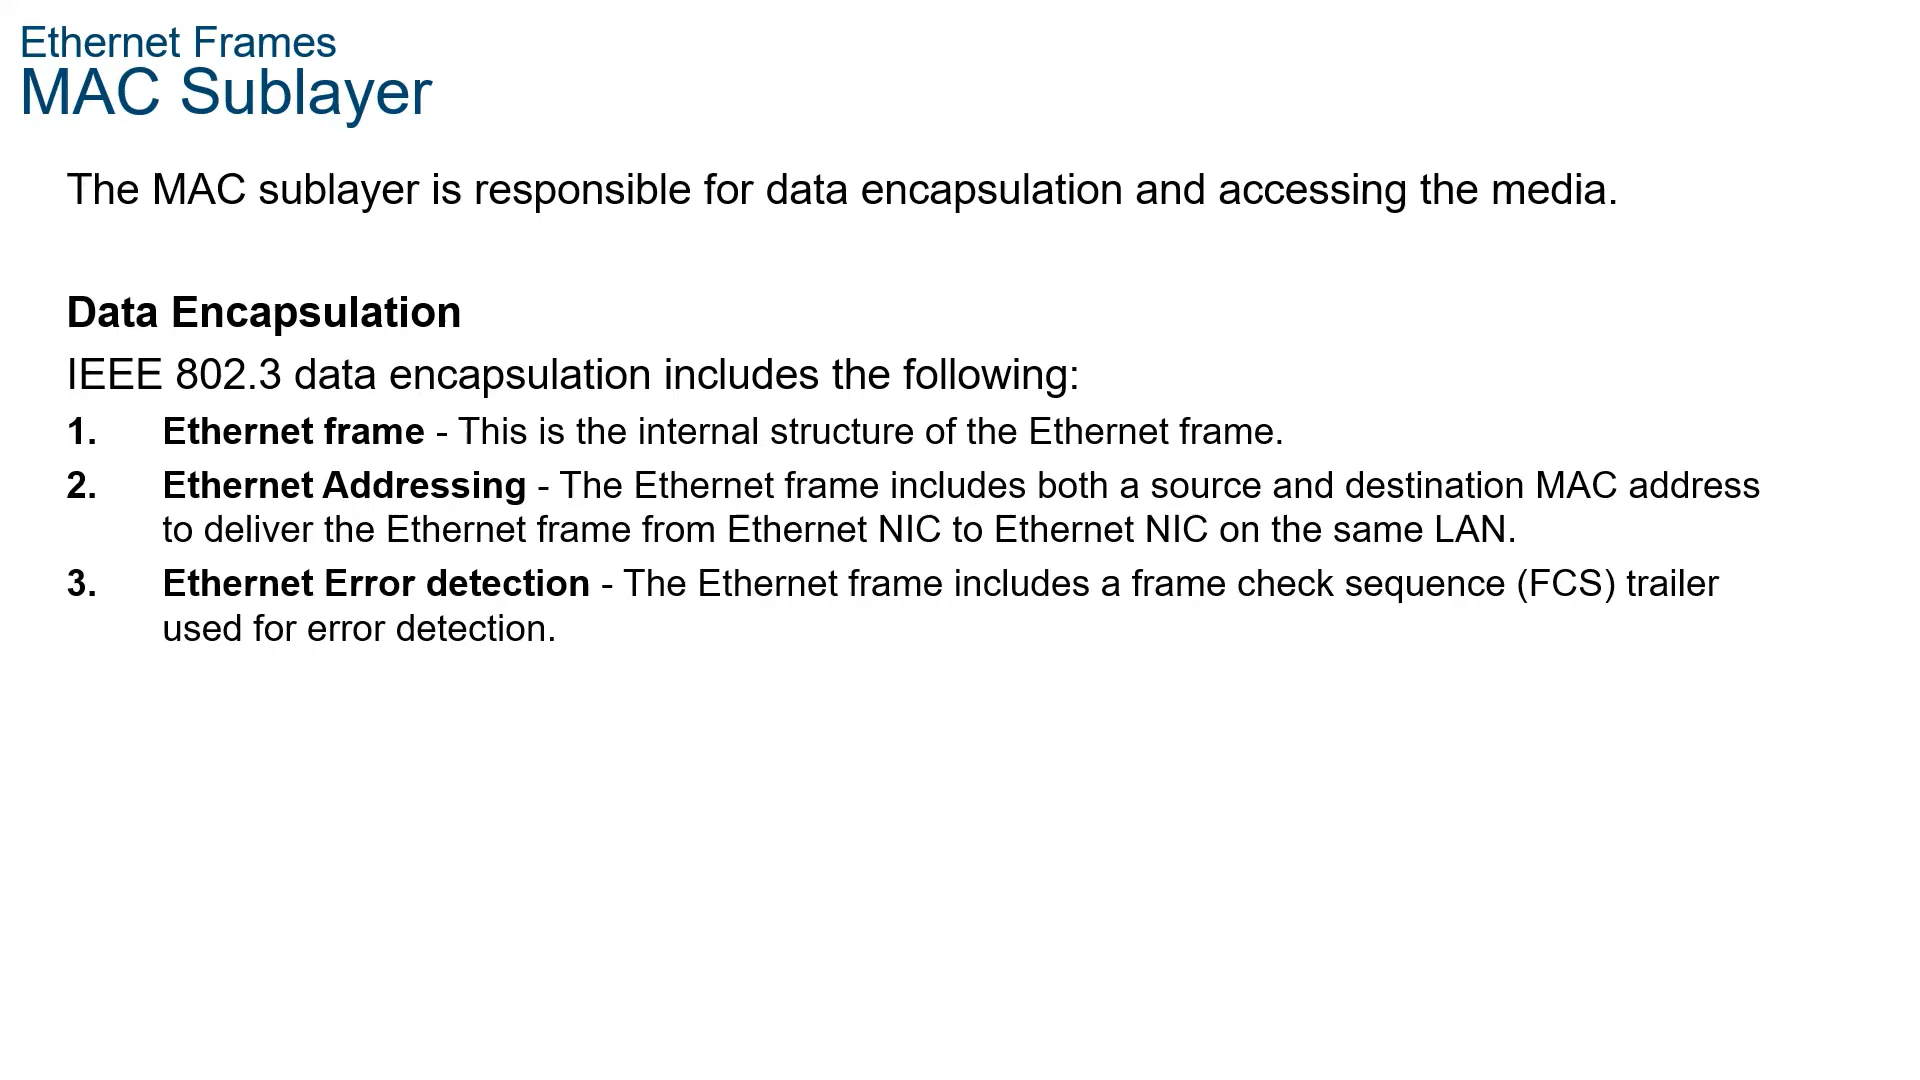 Ethernet Frames
MAC Sublayer
The MAC sublayer is responsible for data encapsulation and accessing the media.
Data Encapsulation
IEEE 802.3 data encapsulation includes the following:
1. Ethernet frame - This is the internal structure of the Ethernet frame.
2. Ethernet Addressing - The Ethernet frame includes both a source and destination MAC address
to deliver the Ethernet frame from Ethernet NIC to Ethernet NIC on the same LAN.
3. Ethernet Error detection - The Ethernet frame includes a frame check sequence (FCS) trailer
used for error detection.